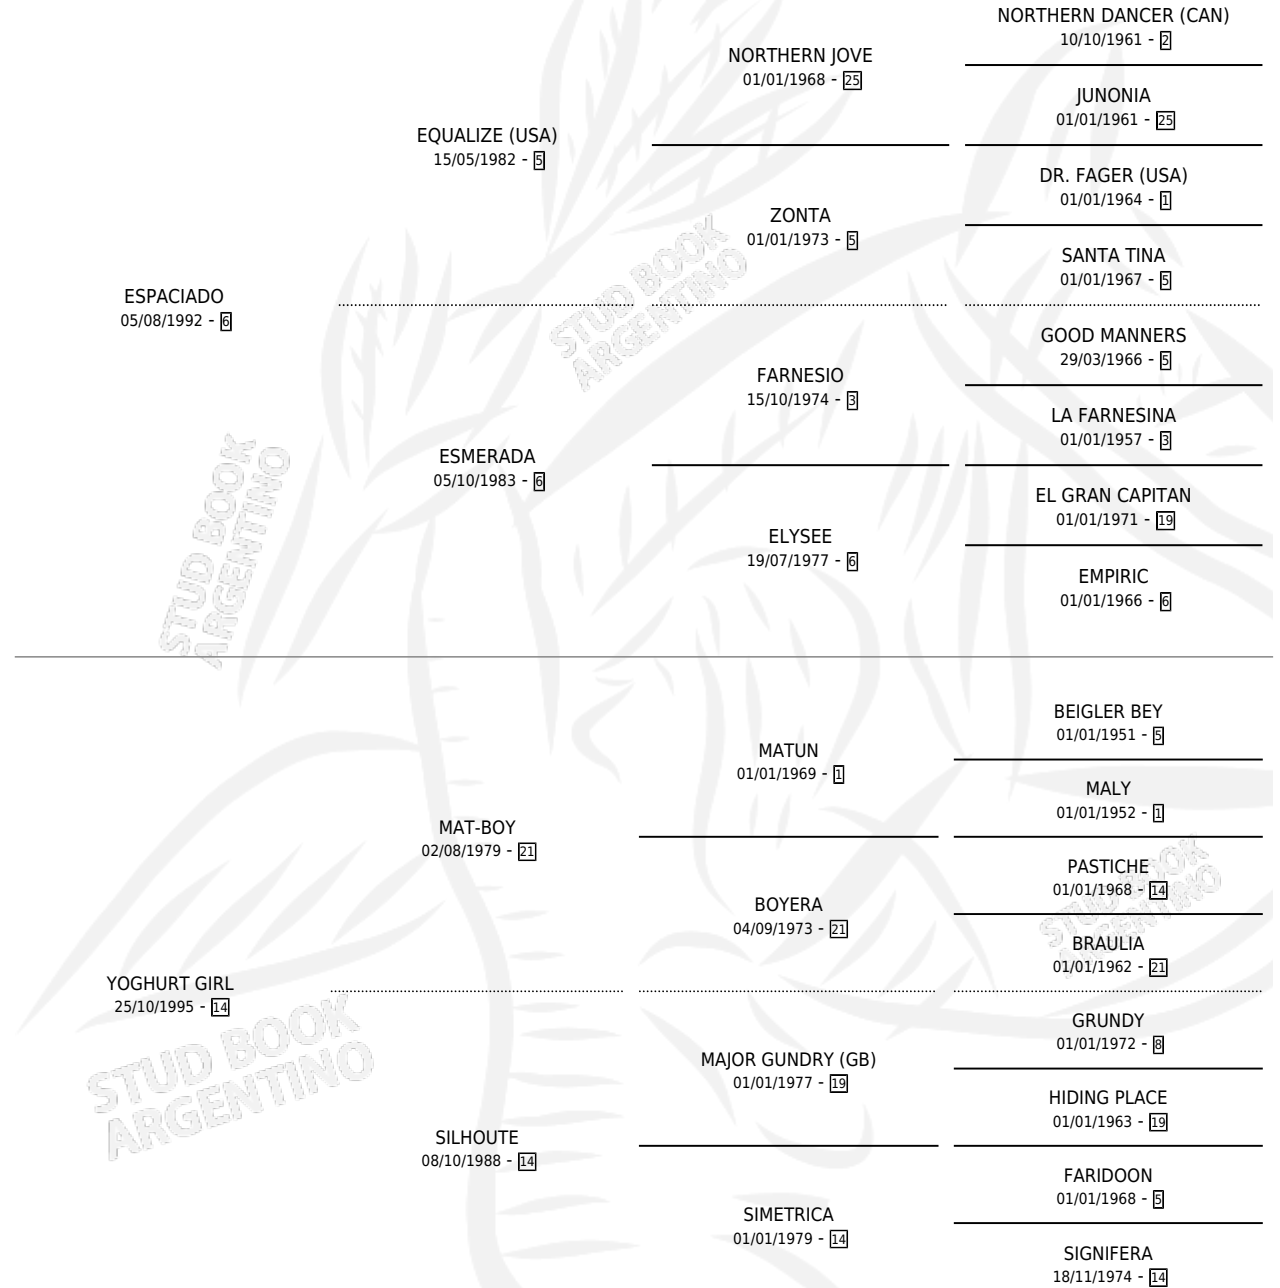 NORTHERN DANCER (CAN)
10/10/1961 - 2
NORTHERN JOVE
01/01/1968 - 25
JUNONIA
01/01/1961 - 25
EQUALIZE (USA)
15/05/1982 - 5
DR. FAGER (USA)
01/01/1964 - 1
ZONTA
01/01/1973 - 5
SANTA TINA
01/01/1967 - 5
ESPACIADO
05/08/1992 - 6
STUD BOOK
ARGENTINO
GOOD MANNERS
29/03/1966 - 5
FARNESIO
15/10/1974 - 3
LA FARNESINA
01/01/1957 - 3
ESMERADA
05/10/1983 - 6
EL GRAN CAPITAN
01/01/1971 - 19
ELYSEE
19/07/1977 - 6
EMPIRIC
01/01/1966 - 6
STUD BOOK
ARGENTINO
BEIGLER BEY
01/01/1951 - 5
MATUN
01/01/1969 - 1
MALY
01/01/1952 - 1
MAT-BOY
02/08/1979 - 21
PASTICHE
01/01/1968 - 14
BOYERA
04/09/1973 - 21
BRAULIA
01/01/1962 - 21
STUD BOOK
ARGENTINO
YOGHURT GIRL
25/10/1995 - 14
GRUNDY
01/01/1972 - 8
MAJOR GUNDRY (GB)
01/01/1977 - 19
HIDING PLACE
01/01/1963 - 19
STUD BOOK
ARGENTINO
SILHOUTE
08/10/1988 - 14
FARIDOON
01/01/1968 - 5
SIMETRICA
01/01/1979 - 14
SIGNIFERA
18/11/1974 - 14